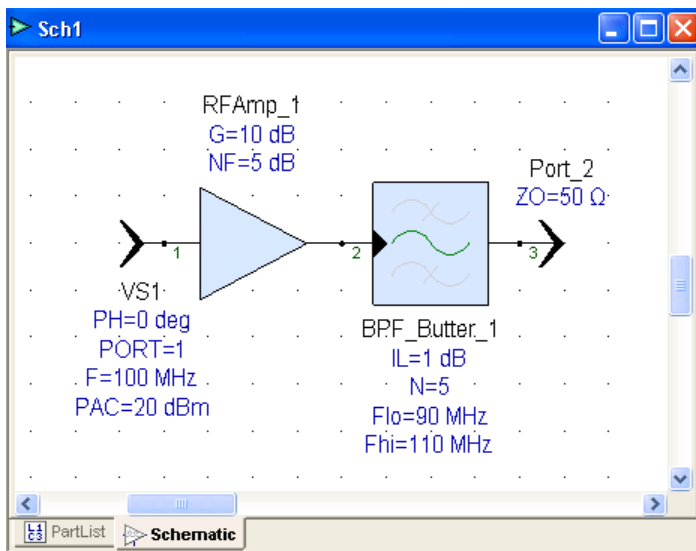 Sch1
RFAmp_1
G=10 dB
NF=5 dB
Port_2
ZO=50 Ω
1
2
3
VS1
PH=0 deg
PORT=1
F=100 MHz
PAC=20 dBm
BPF_Butter_1
IL=1 dB
N=5
Flo=90 MHz
Fhi=110 MHz
PartList
Schematic